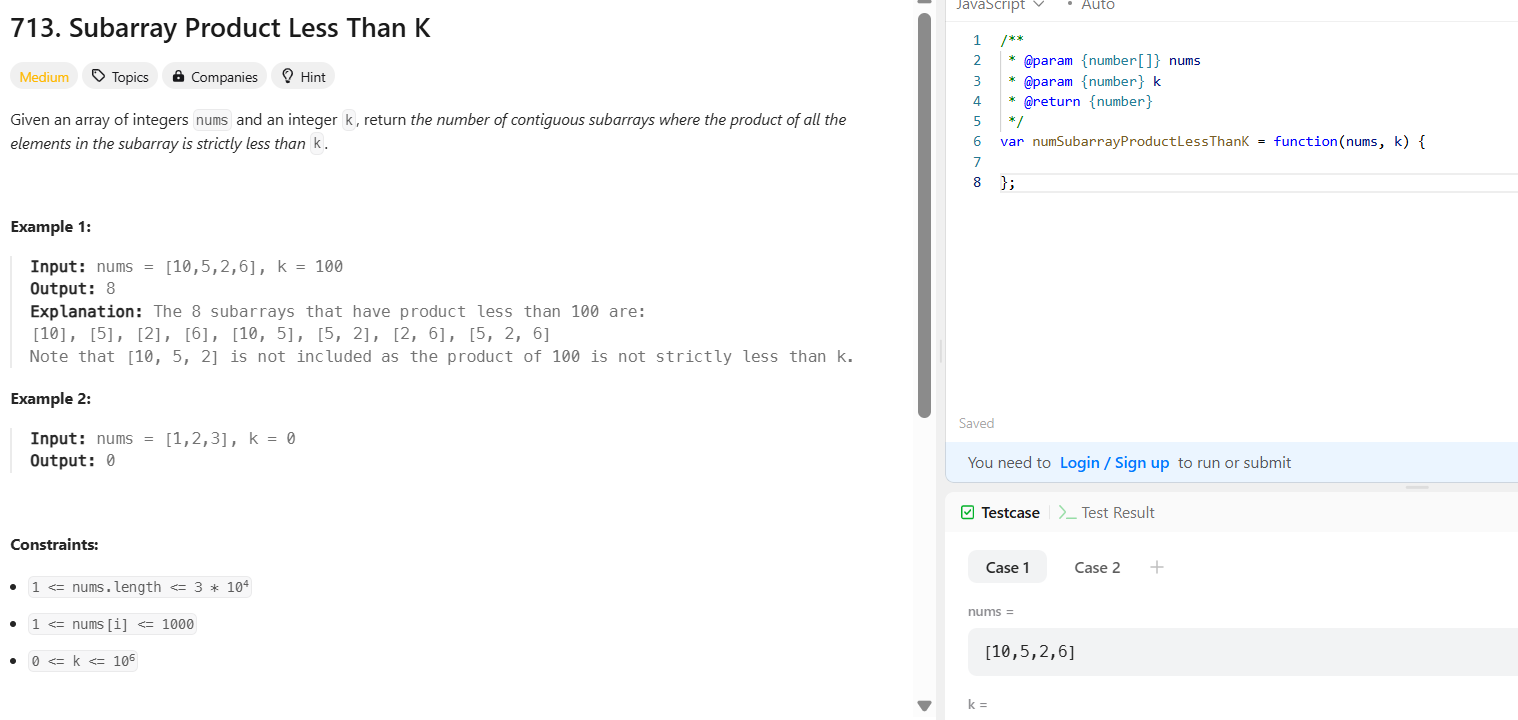 713. Subarray Product Less Than K
Medium Topics Companies Hint
Given an array of integers nums and an integer k, return the number of contiguous subarrays where the product of all the
elements in the subarray is strictly less than k.
Example 1:
Input: nums = [10,5,2,6], k = 100
Output: 8
Explanation: The 8 subarrays that have product less than 100 are:
[10], [5], [2], [6], [10, 5], [5, 2], [2, 6], [5, 2, 6]
Note that [10, 5, 2] is not included as the product of 100 is not strictly less than k.
Example 2:
Input: nums = [1,2,3], k = 0
Output: 0
Constraints:
1 <= nums.length <= 3 * 10⁴
1 <= nums[i] <= 1000
0 <= k <= 10⁶
JavaScript • Auto
1 /**
2 * @param {number[]} nums
3 * @param {number} k
4 * @return {number}
5 */
6 var numSubarrayProductLessThanK = function(nums, k) {
7
8 };
Saved
You need to Login / Sign up to run or submit
Testcase >_ Test Result
Case 1 Case 2 +
nums =
[10,5,2,6]
k =